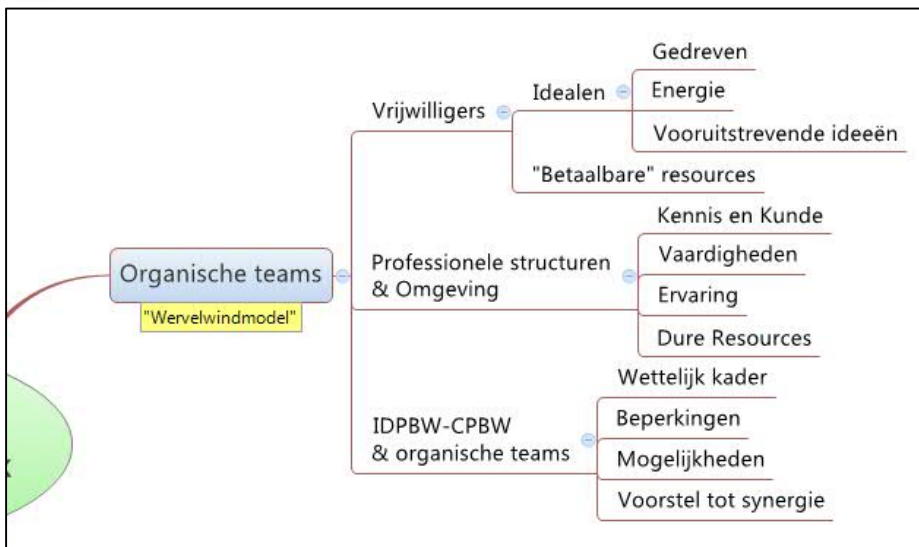 Organische teams
"Wervelwindmodel"
Vrijwilligers
Idealen
Gedreven
Energie
Vooruitstrevende ideeën
"Betaalbare" resources
Professionele structuren
& Omgeving
Kennis en Kunde
Vaardigheden
Ervaring
Dure Resources
IDPBW-CPBW
& organische teams
Wettelijk kader
Beperkingen
Mogelijkheden
Voorstel tot synergie